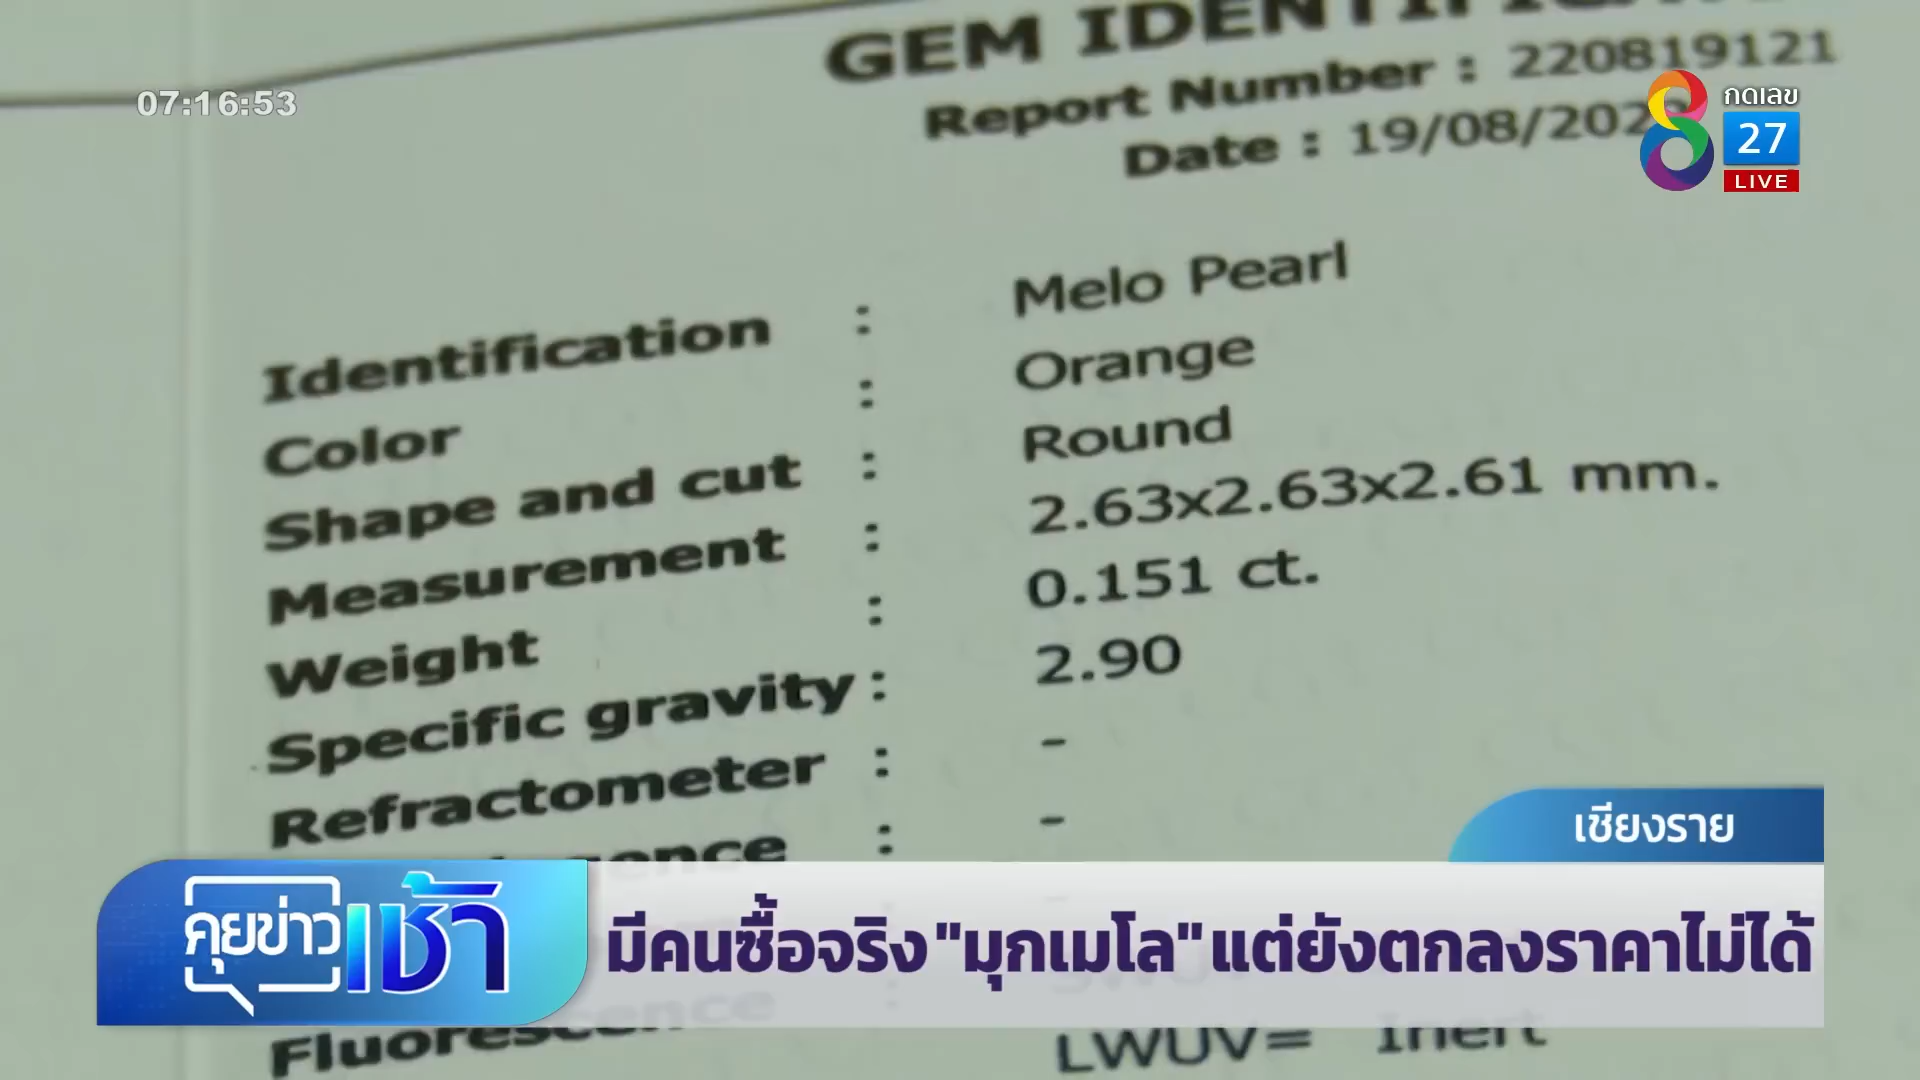 GEM IDENTIFICA
Report Number : 220819121
Date : 19/08/202
07:16:53
กดเลข
27
LIVE
Identification : Melo Pearl
Color : Orange
Shape and cut : Round
Measurement : 2.63x2.63x2.61 mm.
Weight : 0.151 ct.
Specific gravity : 2.90
Refractometer : -
: -
เชียงราย
คุยข่าวเช้า
มีคนซื้อจริง "มุกเมโล" แต่ยังตกลงราคาไม่ได้
Fluorescence
LWUV= Inert